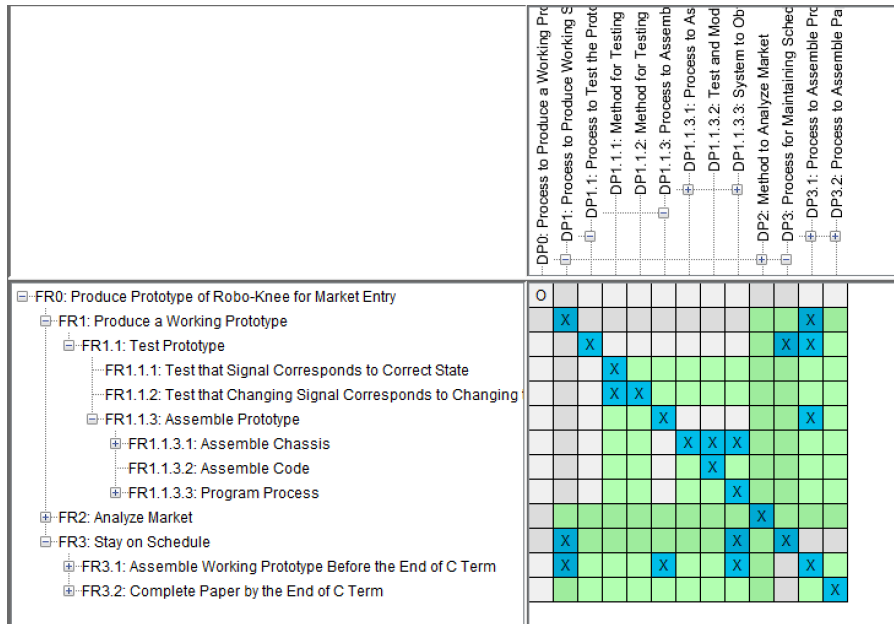 DP0: Process to Produce a Working Pro
DP1: Process to Produce Working S
DP1.1: Process to Test the Proto
DP1.1.1: Method for Testing
DP1.1.2: Method for Testing
DP1.1.3: Process to Assemb
DP1.1.3.1: Process to As
DP1.1.3.2: Test and Mod
DP1.1.3.3: System to Ob
DP2: Method to Analyze Market
DP3: Process for Maintaining Sched
DP3.1: Process to Assemble Pro
DP3.2: Process to Assemble Pa
FR0: Produce Prototype of Robo-Knee for Market Entry O
FR1: Produce a Working Prototype X X
FR1.1: Test Prototype X X X
FR1.1.1: Test that Signal Corresponds to Correct State X
FR1.1.2: Test that Changing Signal Corresponds to Changing X X
FR1.1.3: Assemble Prototype X X
FR1.1.3.1: Assemble Chassis X X X
FR1.1.3.2: Assemble Code X
FR1.1.3.3: Program Process X
FR2: Analyze Market X
FR3: Stay on Schedule X X X
FR3.1: Assemble Working Prototype Before the End of C Term X X X X
FR3.2: Complete Paper by the End of C Term X